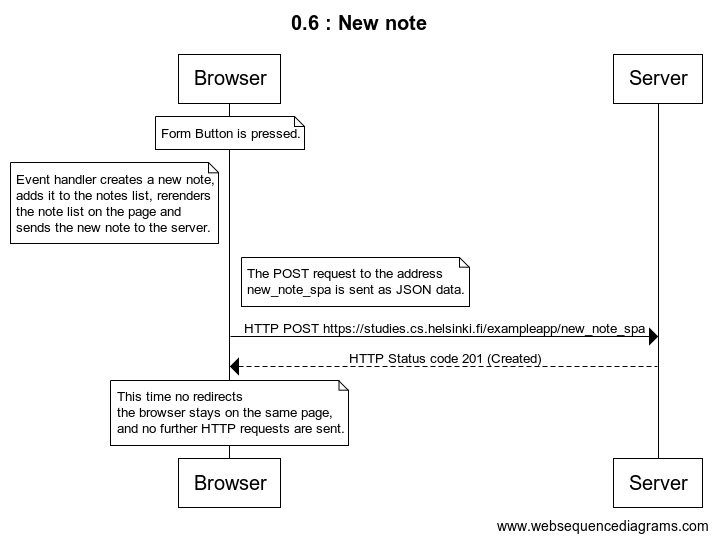 0.6 : New note
Browser
Server
Form Button is pressed.
Event handler creates a new note,
adds it to the notes list, rerenders
the note list on the page and
sends the new note to the server.
The POST request to the address
new_note_spa is sent as JSON data.
HTTP POST https://studies.cs.helsinki.fi/exampleapp/new_note_spa
HTTP Status code 201 (Created)
This time no redirects
the browser stays on the same page,
and no further HTTP requests are sent.
Browser
Server
www.websequencediagrams.com